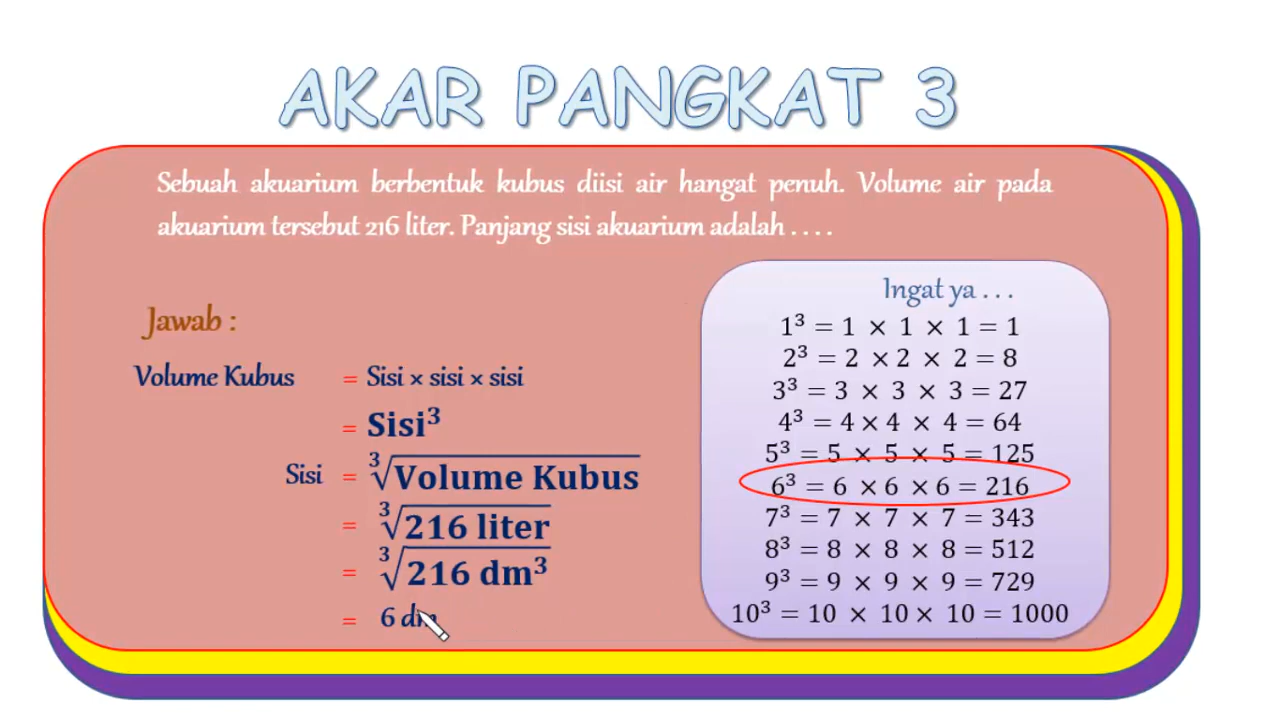 AKAR PANGKAT 3
Sebuah akuarium berbentuk kubus diisi air hangat penuh. Volume air pada
akuarium tersebut 216 liter. Panjang sisi akuarium adalah . . . .
Jawab :
Volume Kubus = Sisi × sisi × sisi
= Sisi³
Sisi = ∛Volume Kubus
= ∛216 liter
= ∛216 dm³
= 6 dm
Ingat ya . . .
1³ = 1 × 1 × 1 = 1
2³ = 2 × 2 × 2 = 8
3³ = 3 × 3 × 3 = 27
4³ = 4 × 4 × 4 = 64
5³ = 5 × 5 × 5 = 125
6³ = 6 × 6 × 6 = 216
7³ = 7 × 7 × 7 = 343
8³ = 8 × 8 × 8 = 512
9³ = 9 × 9 × 9 = 729
10³ = 10 × 10 × 10 = 1000